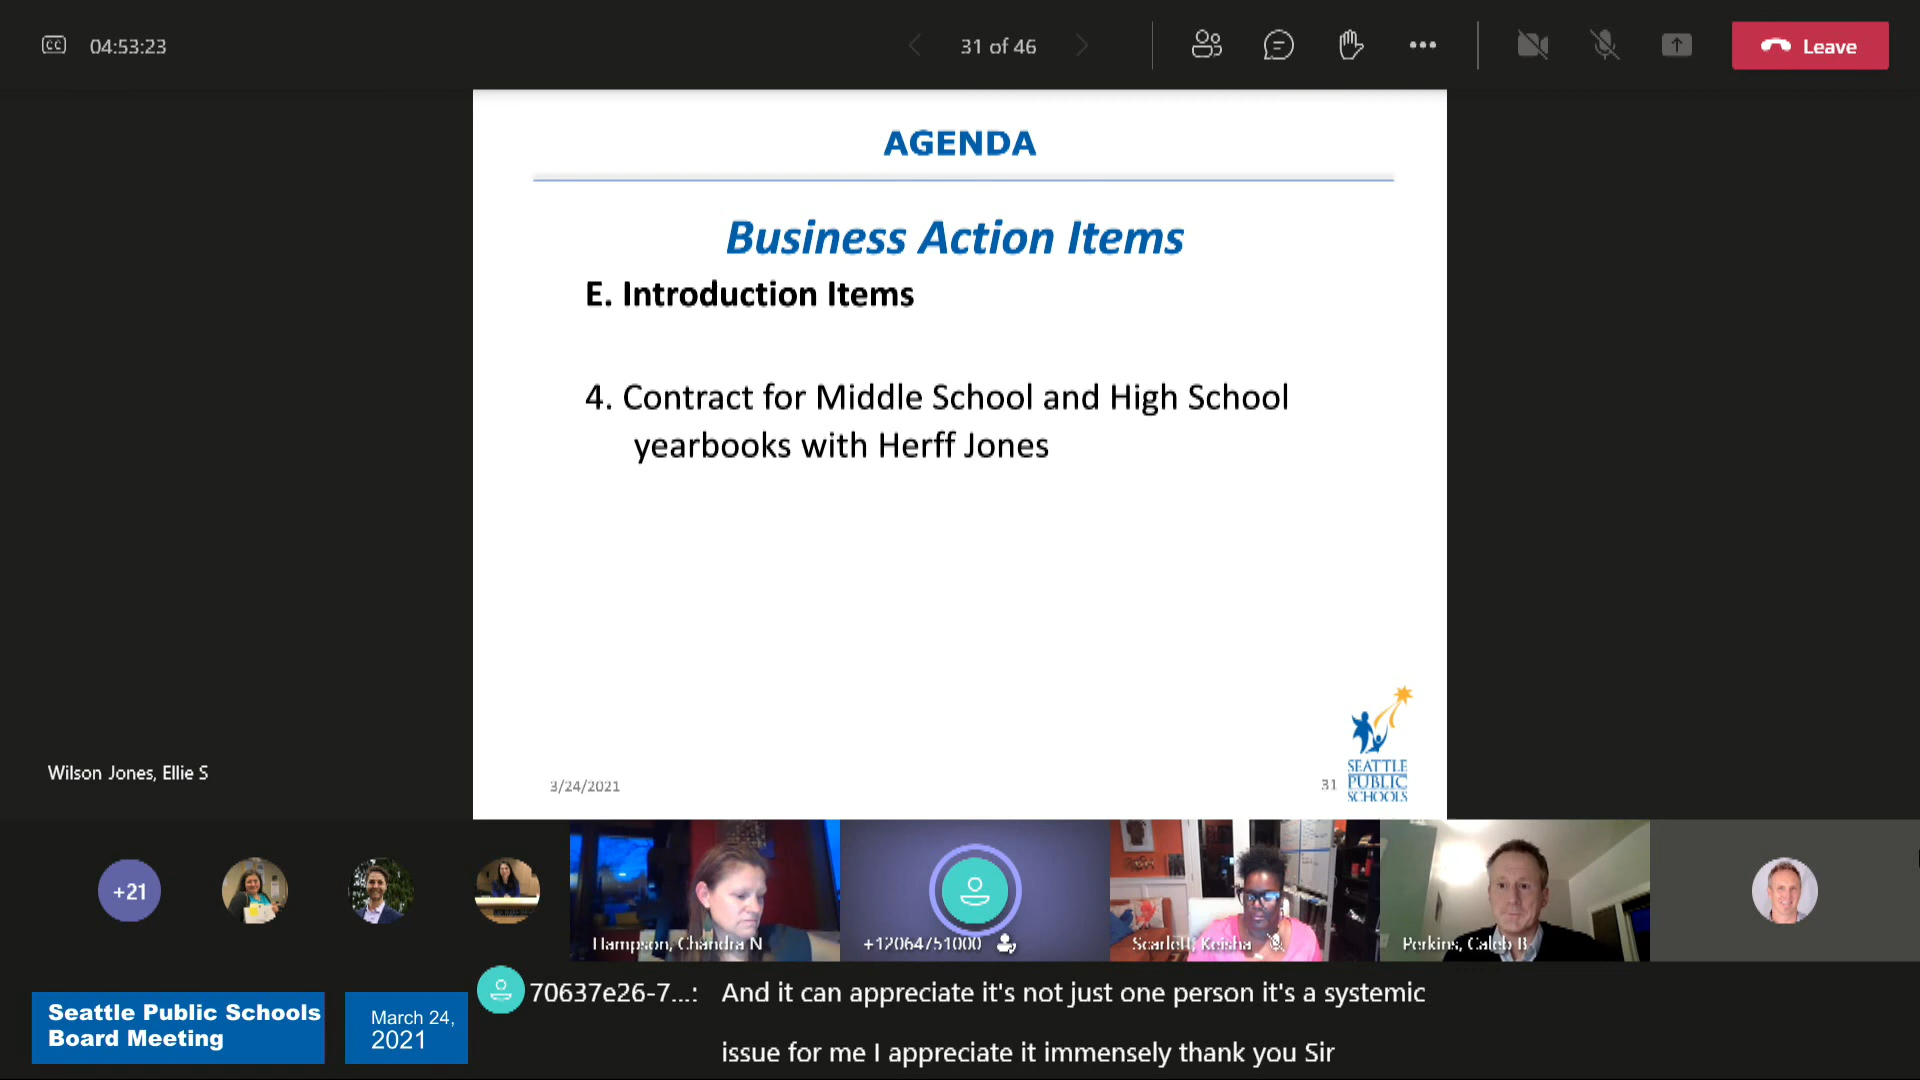 CC 04:53:23
31 of 46
Leave
AGENDA
Business Action Items
E. Introduction Items
4. Contract for Middle School and High School
yearbooks with Herff Jones
Wilson Jones, Ellie S
3/24/2021
31
SEATTLE
PUBLIC
SCHOOLS
+21
Hampson, Chandra N
+12064751000
Scarlett, Keisha
Perkins, Caleb B
70637e26-7...: And it can appreciate it's not just one person it's a systemic
issue for me I appreciate it immensely thank you Sir
Seattle Public Schools
Board Meeting
March 24,
2021